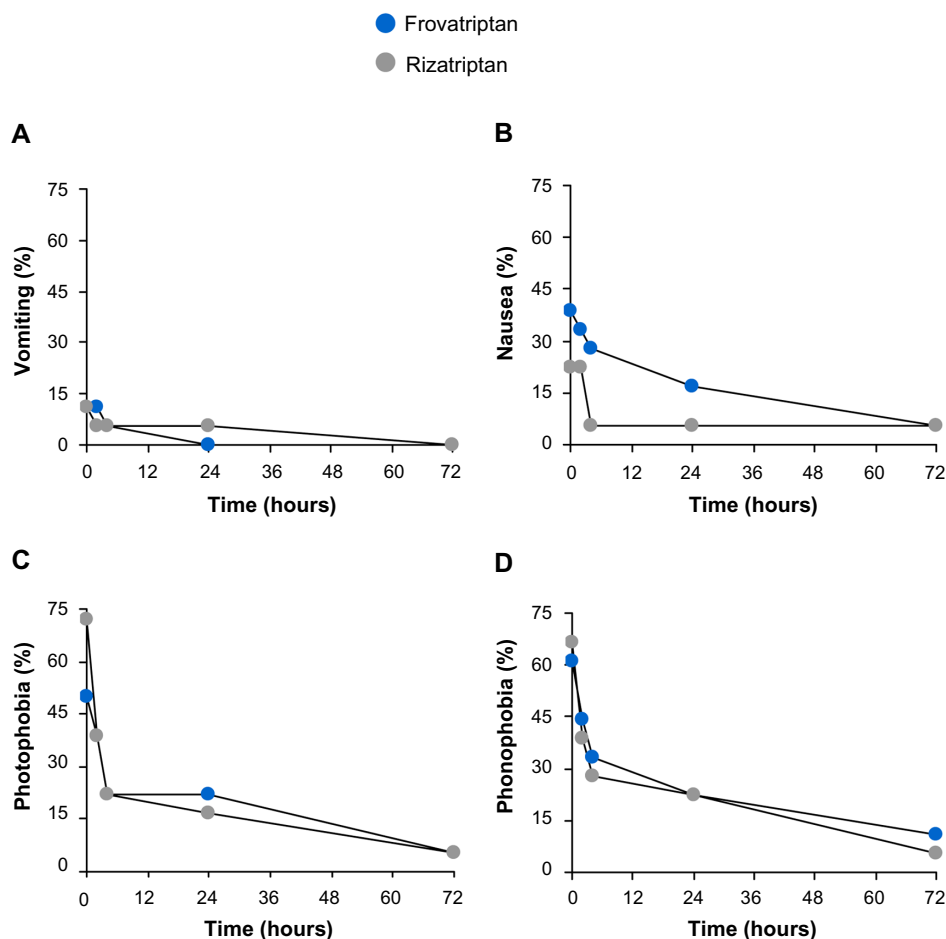 Frovatriptan
Rizatriptan
A
B
75
60
45
30
15
0
Vomiting (%)
0 12 24 36 48 60 72
Time (hours)
75
60
45
30
15
0
Nausea (%)
0 12 24 36 48 60 72
Time (hours)
C
D
75
60
45
30
15
0
Photophobia (%)
0 12 24 36 48 60 72
Time (hours)
75
60
45
30
15
0
Phonophobia (%)
0 12 24 36 48 60 72
Time (hours)